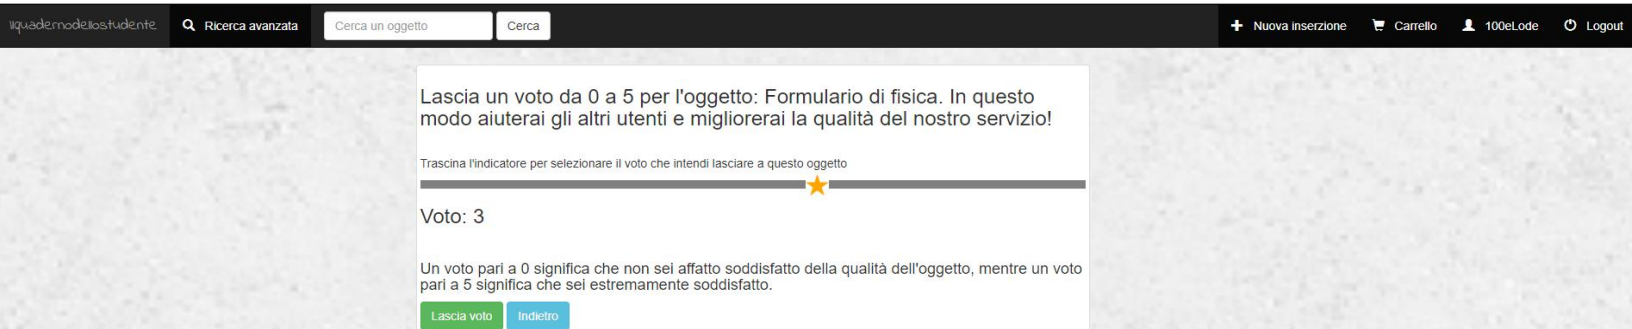 ilquadernodellostudente Ricerca avanzata Cerca un oggetto Cerca Nuova inserzione Carrello 100eLode Logout
Lascia un voto da 0 a 5 per l'oggetto: Formulario di fisica. In questo
modo aiuterai gli altri utenti e migliorerai la qualità del nostro servizio!
Trascina l'indicatore per selezionare il voto che intendi lasciare a questo oggetto
Voto: 3
Un voto pari a 0 significa che non sei affatto soddisfatto della qualità dell'oggetto, mentre un voto
pari a 5 significa che sei estremamente soddisfatto.
Lascia voto Indietro